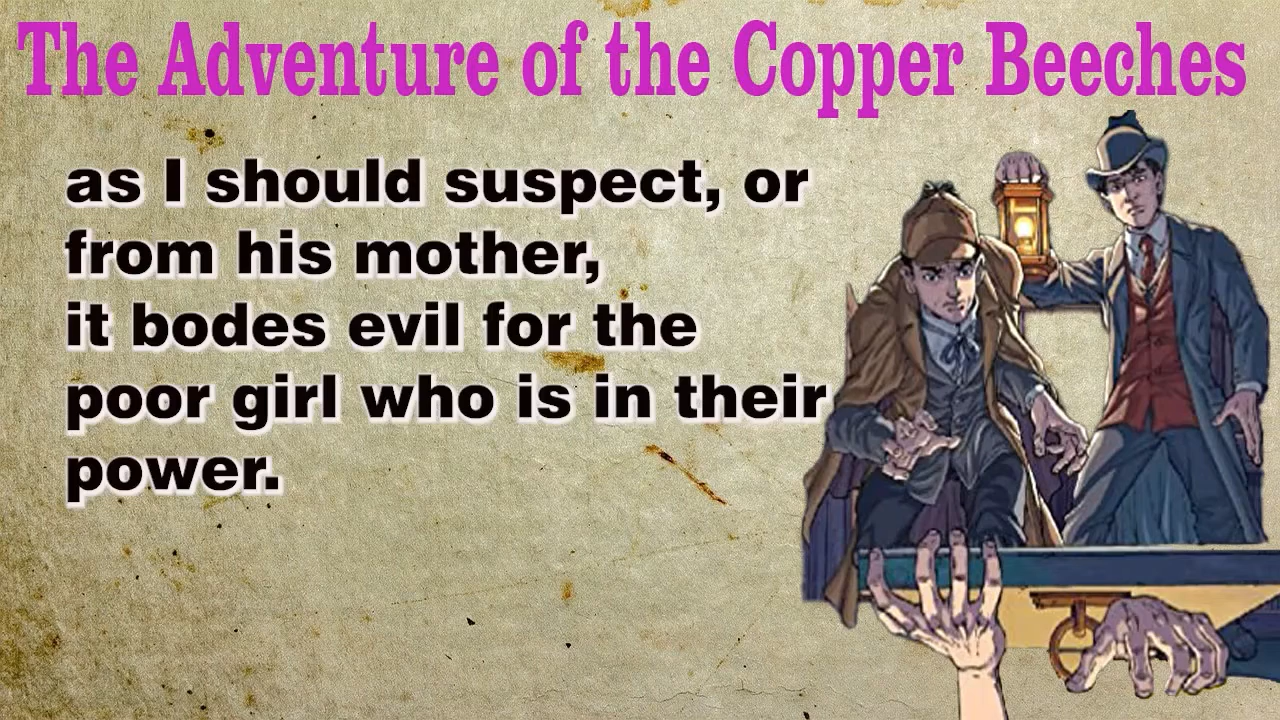 The Adventure of the Copper Beeches
as I should suspect, or
from his mother,
it bodes evil for the
poor girl who is in their
power.